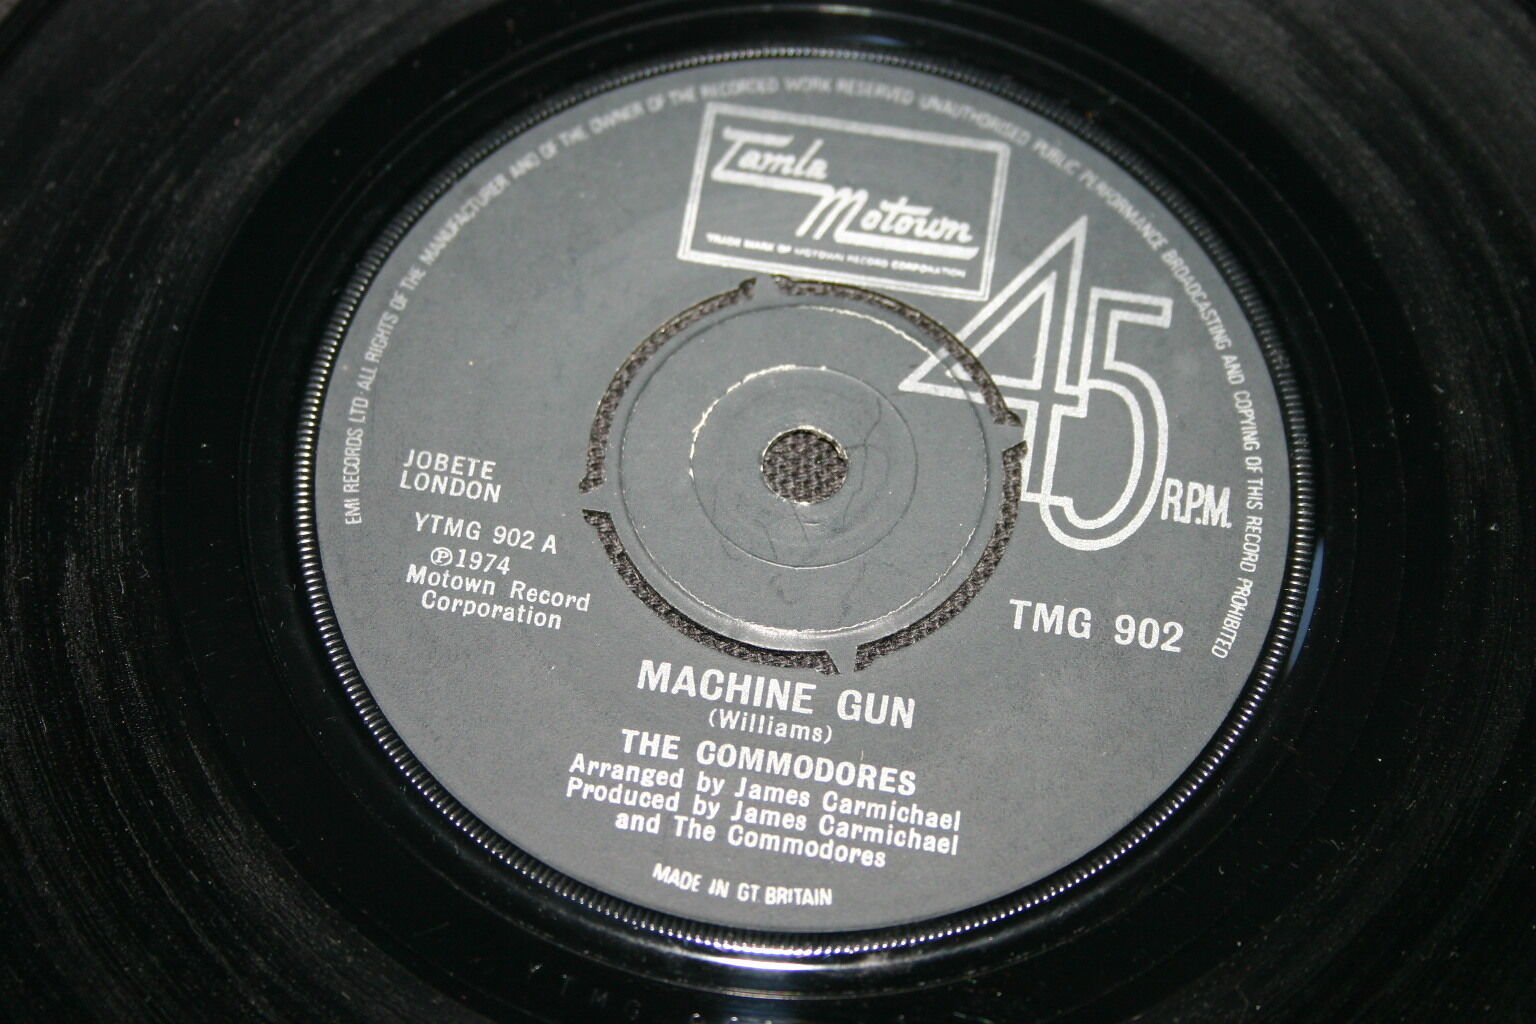 EMI RECORDS LTD ALL RIGHTS OF THE MANUFACTURER AND OF THE OWNER OF THE RECORDED WORK RESERVED UNAUTHORISED PUBLIC PERFORMANCE BROADCASTING AND COPYING OF THIS RECORD PROHIBITED
Tamla
Motown
TRADE MARK OF MOTOWN RECORD CORPORATION
45
R.P.M.
JOBETE
LONDON
YTMG 902 A
℗1974
Motown Record
Corporation
TMG 902
MACHINE GUN
(Williams)
THE COMMODORES
Arranged by James Carmichael
Produced by James Carmichael
and The Commodores
MADE IN GT. BRITAIN